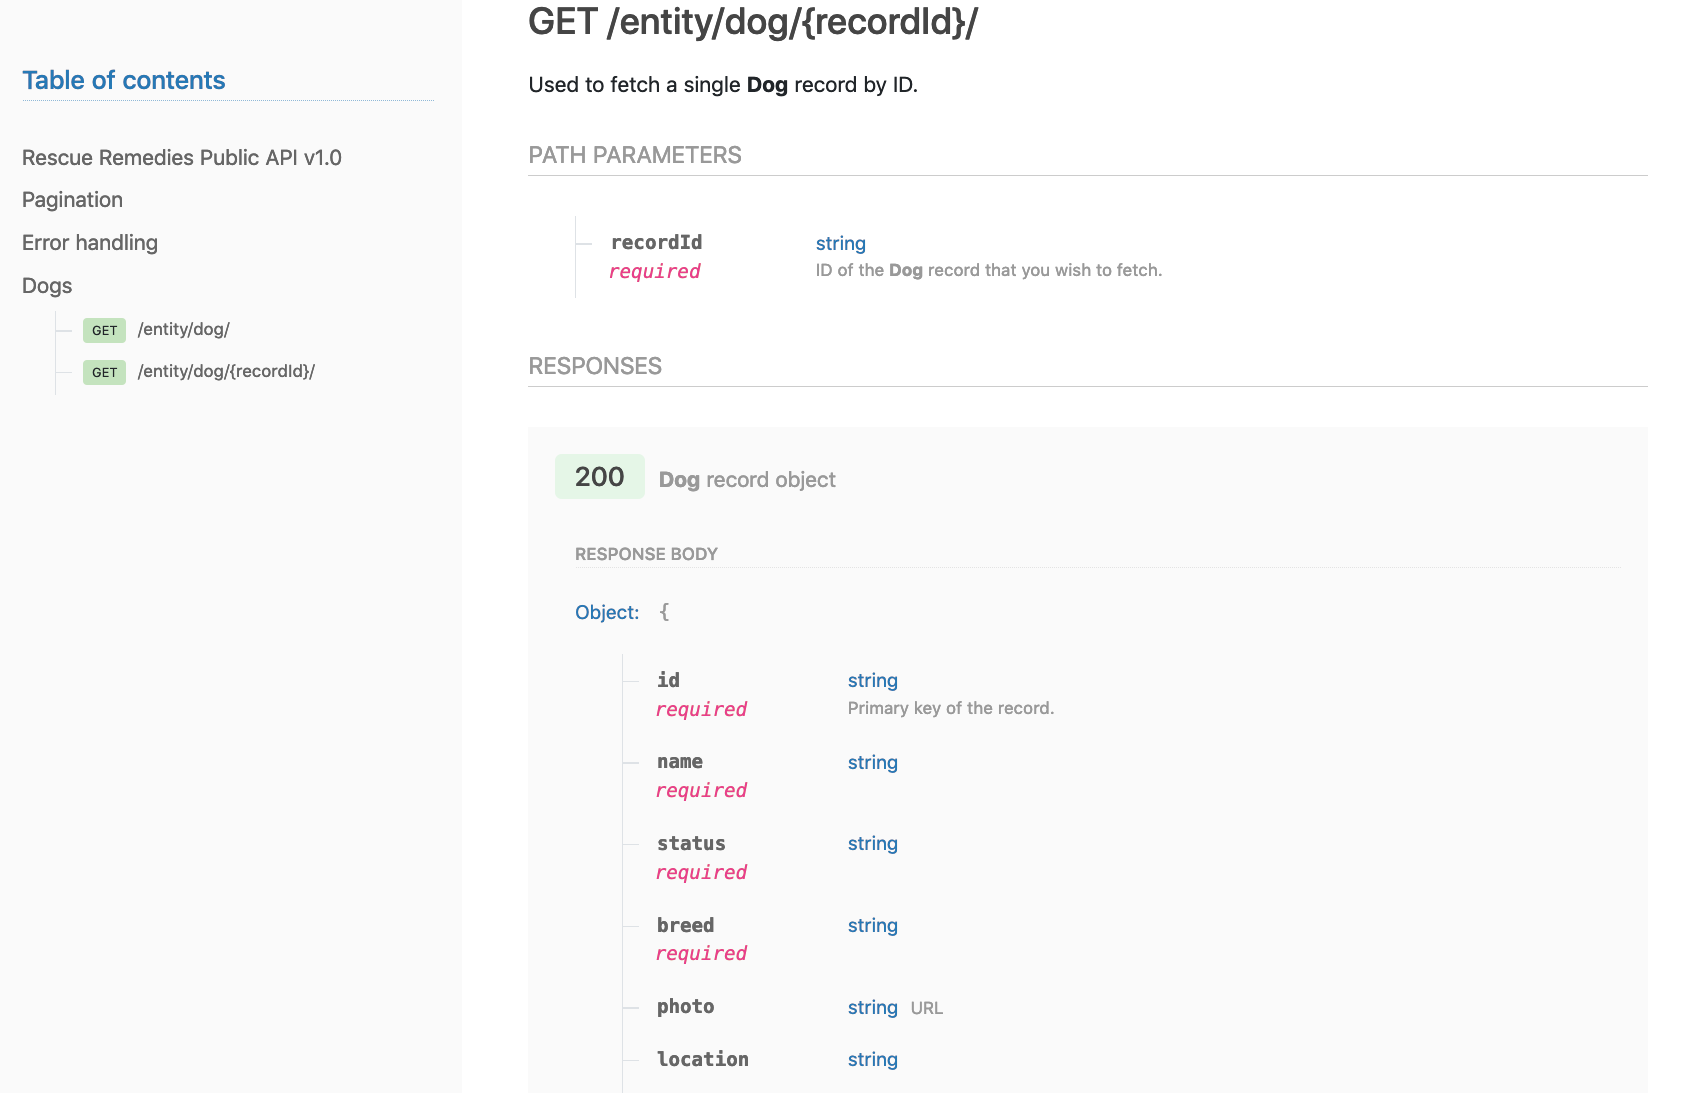 Table of contents
Rescue Remedies Public API v1.0
Pagination
Error handling
Dogs
GET /entity/dog/
GET /entity/dog/{recordId}/
GET /entity/dog/{recordId}/
Used to fetch a single Dog record by ID.
PATH PARAMETERS
recordId string
required ID of the Dog record that you wish to fetch.
RESPONSES
200 Dog record object
RESPONSE BODY
Object: {
id string
required Primary key of the record.
name string
required
status string
required
breed string
required
photo string URL
location string